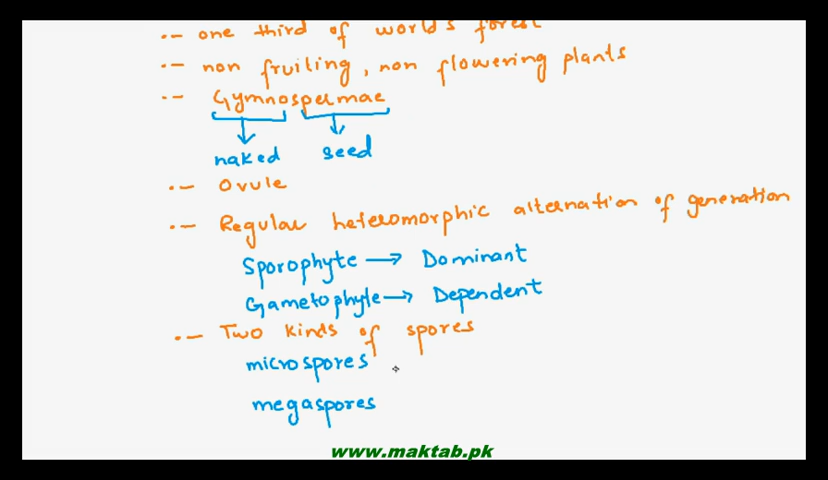 ·– one third of world's forest
·– non fruiling, non flowering plants
·– Gymnospermae
naked seed
·– Ovule
·– Regular heteromorphic alternation of generation
Sporophyte → Dominant
Gametophyte → Dependent
·– Two kinds of spores
microspores
megaspores
www.maktab.pk